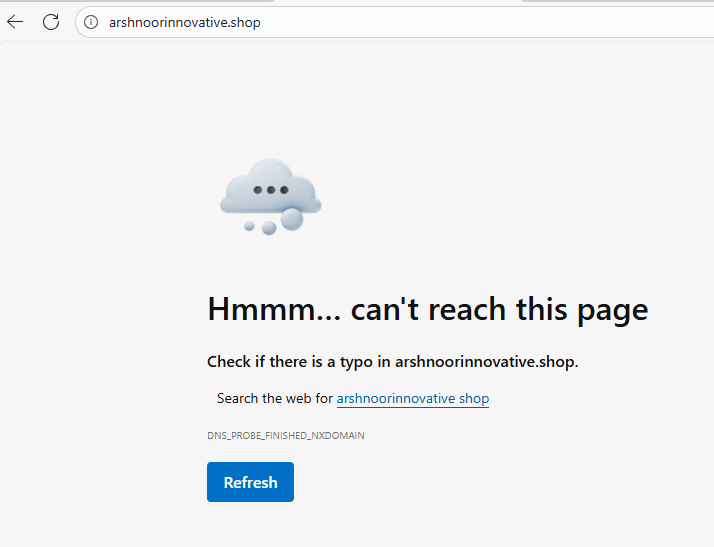 arshnoorinnovative.shop
Hmmm... can't reach this page
Check if there is a typo in arshnoorinnovative.shop.
Search the web for arshnoorinnovative shop
DNS_PROBE_FINISHED_NXDOMAIN
Refresh